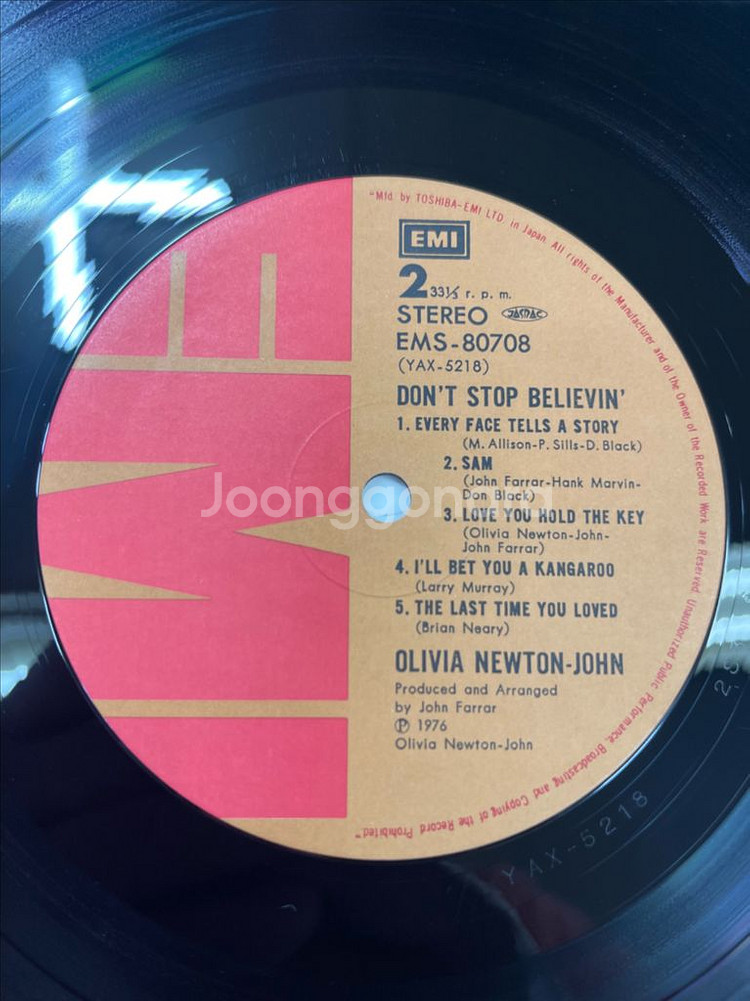 "Mfd. by TOSHIBA-EMI LTD. in Japan. All rights of the Manufacturer and of the Owner of the Recorded Work are Reserved. Unauthorized Public Performance, Broadcasting and Copying of the Record Prohibited."
EMI
EMI
2 33⅓ r. p. m.
STEREO JASRAC
EMS-80708
(YAX-5218)
DON'T STOP BELIEVIN'
1. EVERY FACE TELLS A STORY
(M. Allison-P. Sills-D. Black)
2. SAM
(John Farrar-Hank Marvin-
Don Black)
3. LOVE YOU HOLD THE KEY
(Olivia Newton-John-
John Farrar)
4. I'LL BET YOU A KANGAROO
(Larry Murray)
5. THE LAST TIME YOU LOVED
(Brian Neary)
OLIVIA NEWTON-JOHN
Produced and Arranged
by John Farrar
Ⓟ 1976
Olivia Newton-John
YAX-5218
Joonggonnara